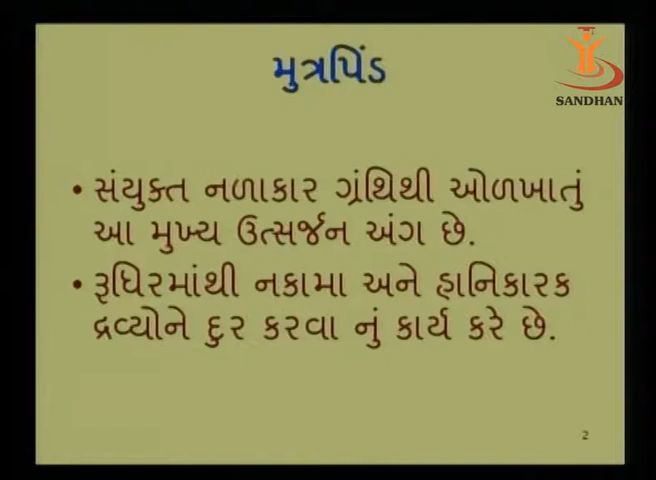 મુત્રપિંડ
SANDHAN
• સંયુક્ત નળાકાર ગ્રંથિથી ઓળખાતું
આ મુખ્ય ઉત્સર્જન અંગ છે.
• રૂધિરમાંથી નકામા અને હાનિકારક
દ્રવ્યોને દુર કરવા નું કાર્ય કરે છે.
2